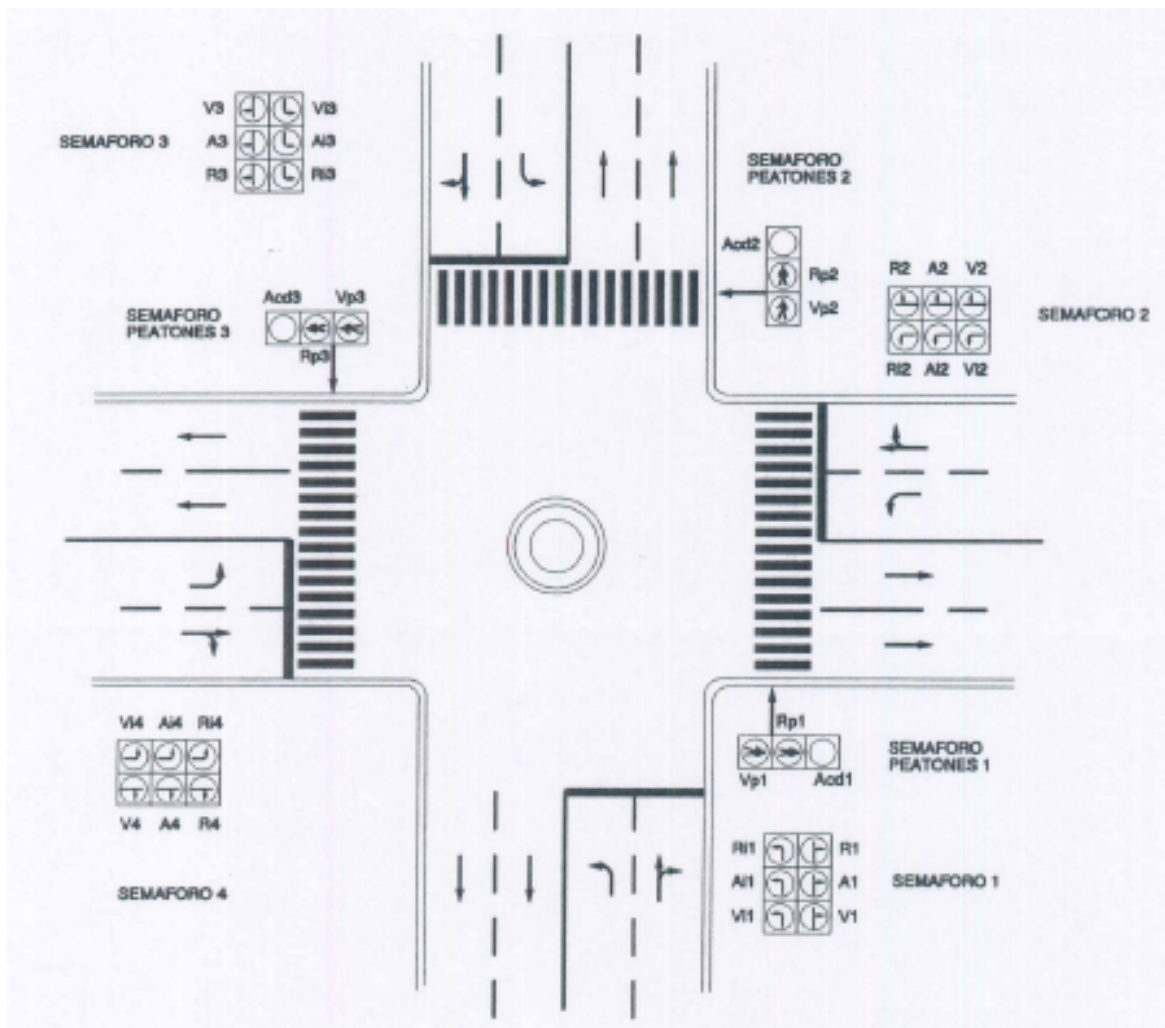 V3 VI3
SEMAFORO 3 A3 AI3
R3 RI3
SEMAFORO
PEATONES 2
Acd2
Rp2
Vp2
R2 A2 V2
SEMAFORO 2
RI2 AI2 VI2
SEMAFORO
PEATONES 3
Acd3 Vp3
Rp3
Rp1
SEMAFORO
PEATONES 1
Vp1 Acd1
VI4 AI4 RI4
V4 A4 R4
SEMAFORO 4
RI1 R1
AI1 A1 SEMAFORO 1
VI1 V1